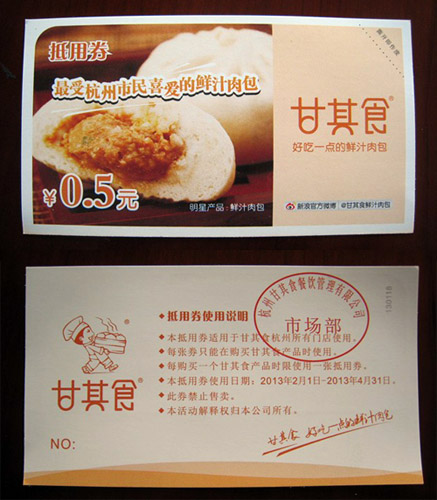 抵用券
最受杭州市民喜爱的鲜汁肉包
¥0.5元
明星产品：鲜汁肉包
甘其食®
好吃一点的鲜汁肉包
新浪官方微博 @甘其食鲜汁肉包
杭州甘其食餐饮管理有限公司
市场部
130118
◆抵用券使用说明
◆本抵用券适用于甘其食杭州所有门店使用。
◆每张券只能在购买甘其食产品时使用。
◆每购买一个甘其食产品时限使用一张抵用券。
◆本抵用券使用日期：2013年2月1日-2013年4月31日。
◆此券禁止售卖。
◆本活动解释权归本公司所有。
甘其食®
NO:
甘其食 好吃一点的鲜汁肉包